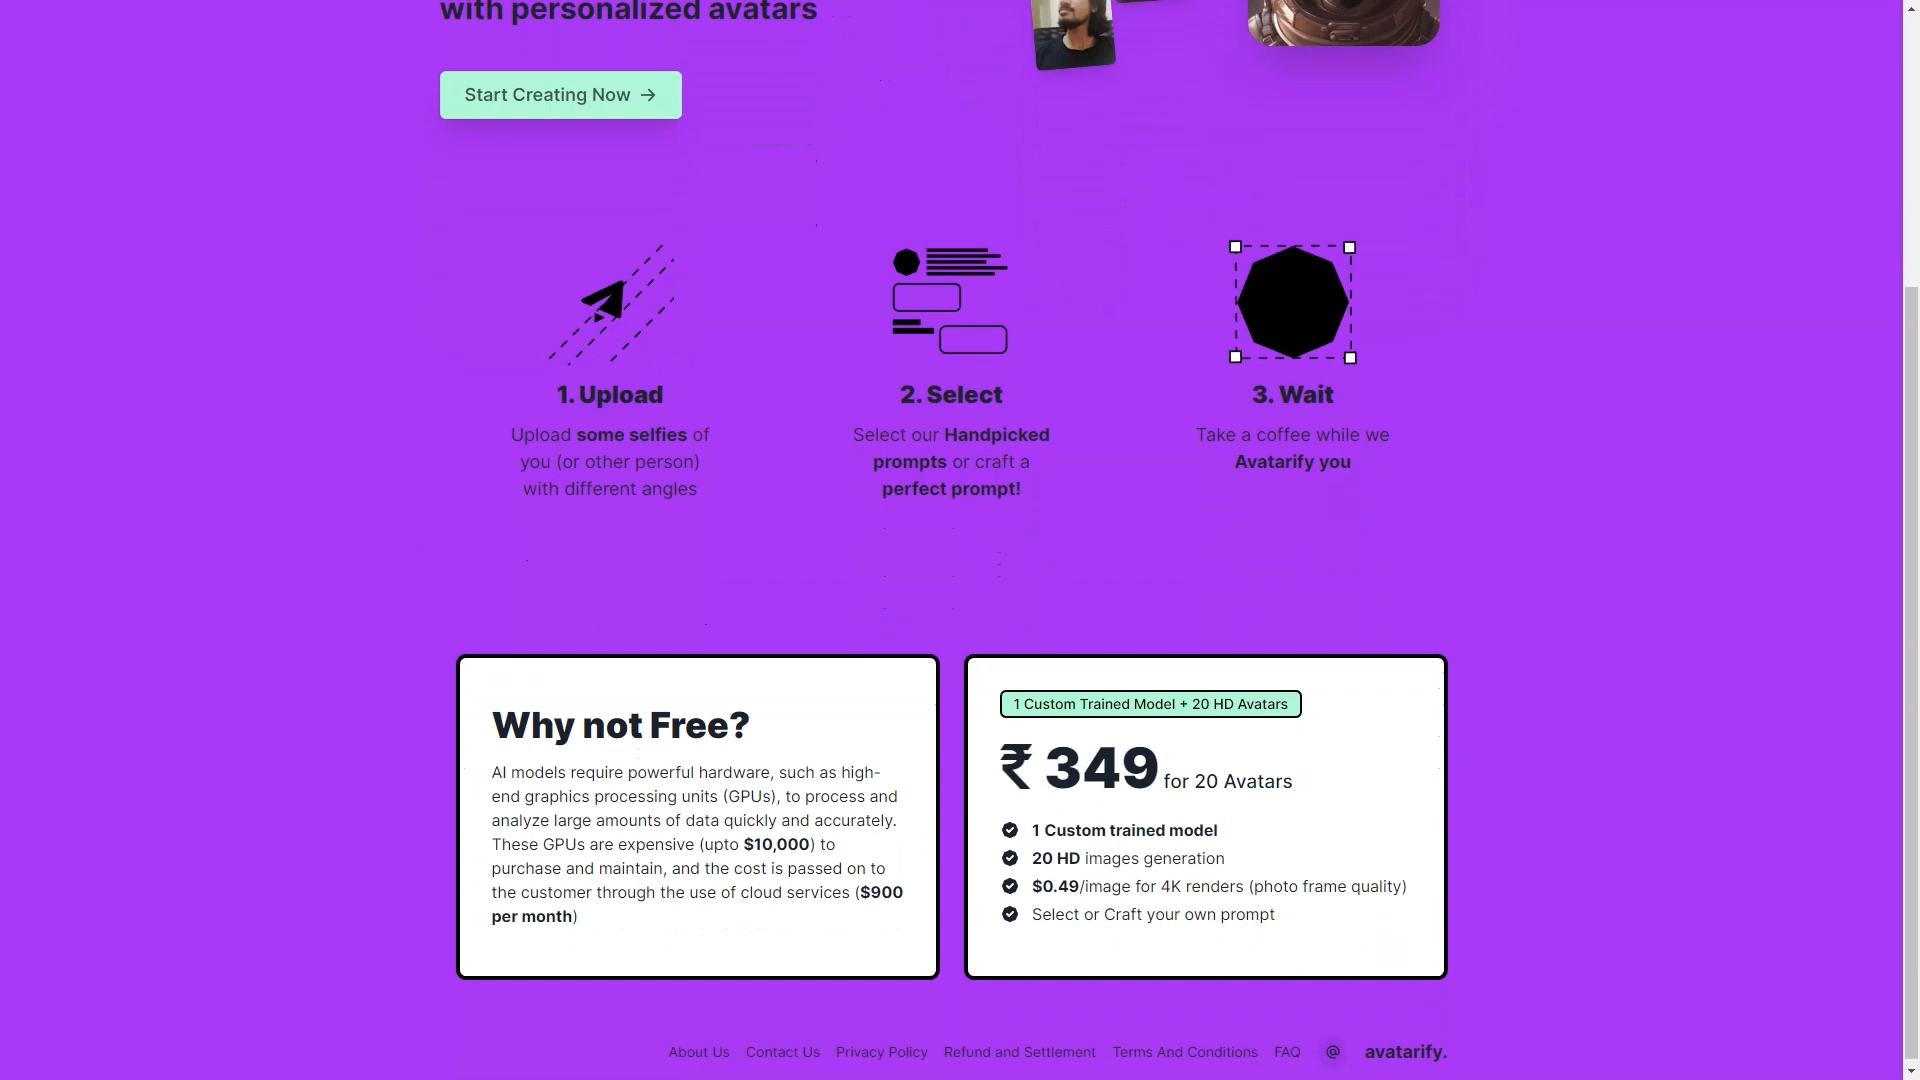 with personalized avatars
Start Creating Now →
1. Upload
Upload some selfies of
you (or other person)
with different angles
2. Select
Select our Handpicked
prompts or craft a
perfect prompt!
3. Wait
Take a coffee while we
Avatarify you
Why not Free?
AI models require powerful hardware, such as high-
end graphics processing units (GPUs), to process and
analyze large amounts of data quickly and accurately.
These GPUs are expensive (upto $10,000) to
purchase and maintain, and the cost is passed on to
the customer through the use of cloud services ($900
per month)
1 Custom Trained Model + 20 HD Avatars
₹ 349 for 20 Avatars
1 Custom trained model
20 HD images generation
$0.49/image for 4K renders (photo frame quality)
Select or Craft your own prompt
About Us Contact Us Privacy Policy Refund and Settlement Terms And Conditions FAQ @ avatarify.